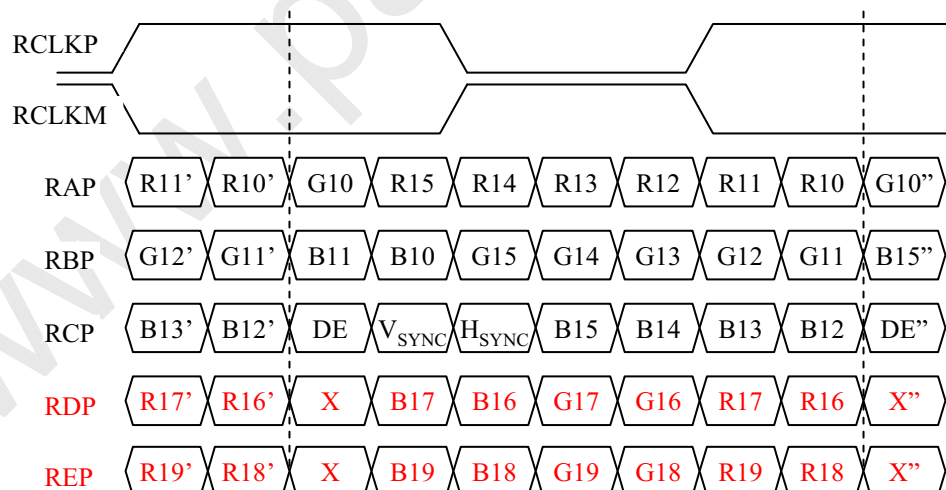 RCLKP
RCLKM
RAP R11’ R10’ G10 R15 R14 R13 R12 R11 R10 G10”
RBP G12’ G11’ B11 B10 G15 G14 G13 G12 G11 B15”
RCP B13’ B12’ DE VSYNC HSYNC B15 B14 B13 B12 DE”
RDP R17’ R16’ X B17 B16 G17 G16 R17 R16 X”
REP R19’ R18’ X B19 B18 G19 G18 R19 R18 X”
www.pa